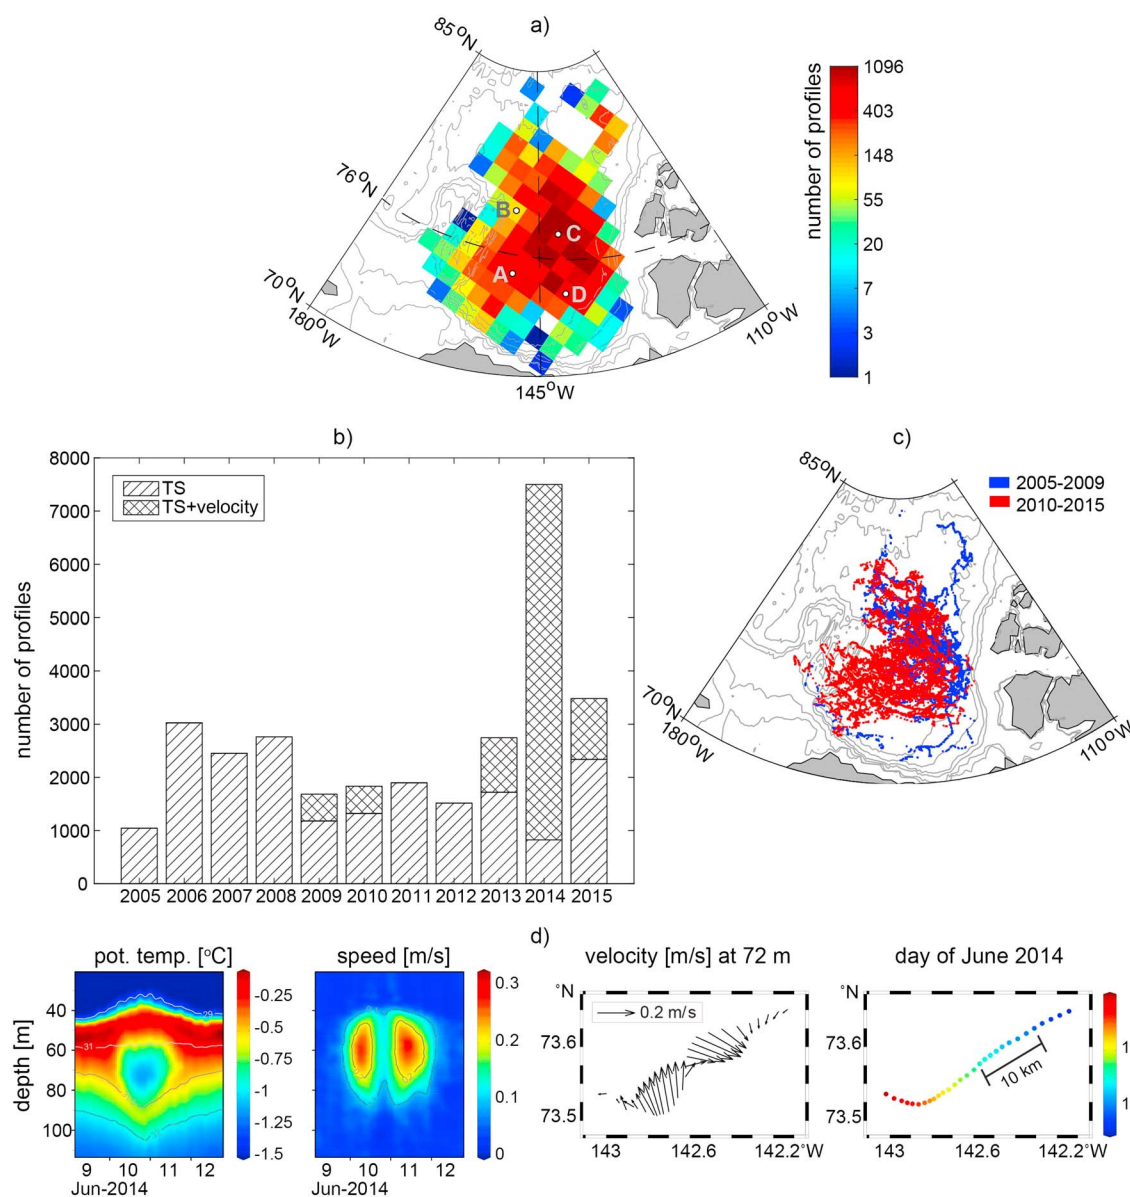 a)
85°N
76°N
70°N
180°W
145°W
110°W
A
B
C
D
number of profiles
1096
403
148
55
20
7
3
1
b)
8000
7000
6000
5000
4000
3000
2000
1000
0
number of profiles
TS
TS+velocity
2005 2006 2007 2008 2009 2010 2011 2012 2013 2014 2015
c)
85°N
70°N
180°W
110°W
2005-2009
2010-2015
d)
pot. temp. [°C]
depth [m]
40
60
80
100
29
31
9 10 11 12
Jun-2014
-0.25
-0.5
-0.75
-1
-1.25
-1.5
speed [m/s]
9 10 11 12
Jun-2014
0.3
0.2
0.1
0
velocity [m/s] at 72 m
°N
0.2 m/s
73.6
73.5
143 142.6 142.2°W
day of June 2014
°N
73.6
73.5
10 km
143 142.6 142.2°W
1
1